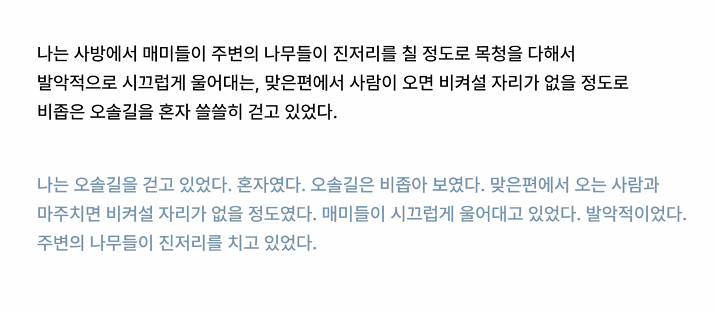 나는 사방에서 매미들이 주변의 나무들이 진저리를 칠 정도로 목청을 다해서
발악적으로 시끄럽게 울어대는, 맞은편에서 사람이 오면 비켜설 자리가 없을 정도로
비좁은 오솔길을 혼자 쓸쓸히 걷고 있었다.
나는 오솔길을 걷고 있었다. 혼자였다. 오솔길은 비좁아 보였다. 맞은편에서 오는 사람과
마주치면 비켜설 자리가 없을 정도였다. 매미들이 시끄럽게 울어대고 있었다. 발악적이었다.
주변의 나무들이 진저리를 치고 있었다.